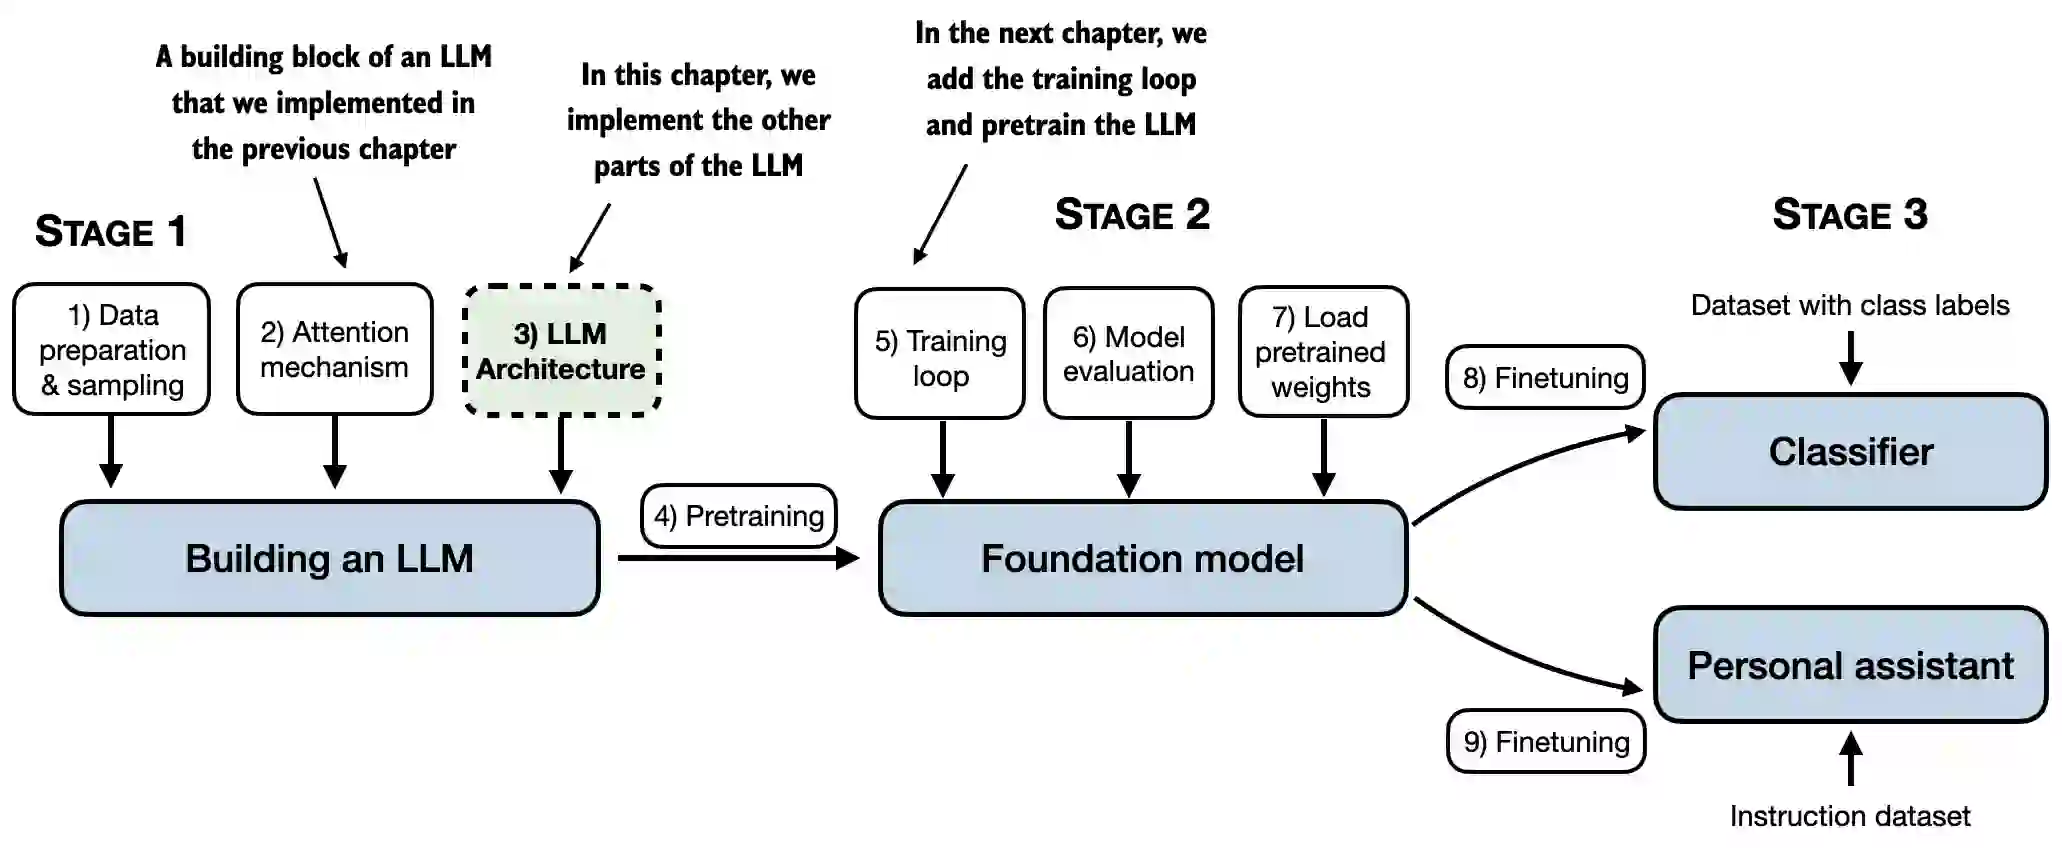 A building block of an LLM
that we implemented in
the previous chapter
In this chapter, we
implement the other
parts of the LLM
In the next chapter, we
add the training loop
and pretrain the LLM
STAGE 1
STAGE 2
STAGE 3
1) Data
preparation
& sampling
2) Attention
mechanism
3) LLM
Architecture
5) Training
loop
6) Model
evaluation
7) Load
pretrained
weights
Dataset with class labels
8) Finetuning
Classifier
4) Pretraining
Building an LLM
Foundation model
Personal assistant
9) Finetuning
Instruction dataset